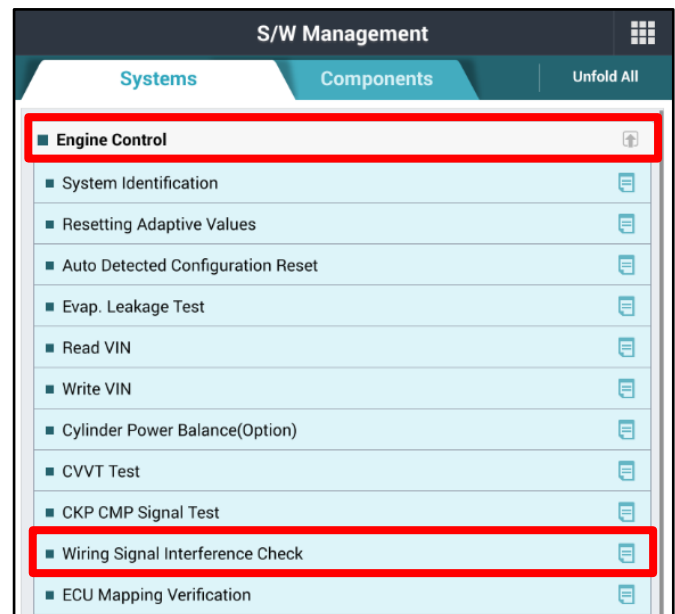 S/W Management
Systems
Components
Unfold All
Engine Control
System Identification
Resetting Adaptive Values
Auto Detected Configuration Reset
Evap. Leakage Test
Read VIN
Write VIN
Cylinder Power Balance(Option)
CVVT Test
CKP CMP Signal Test
Wiring Signal Interference Check
ECU Mapping Verification